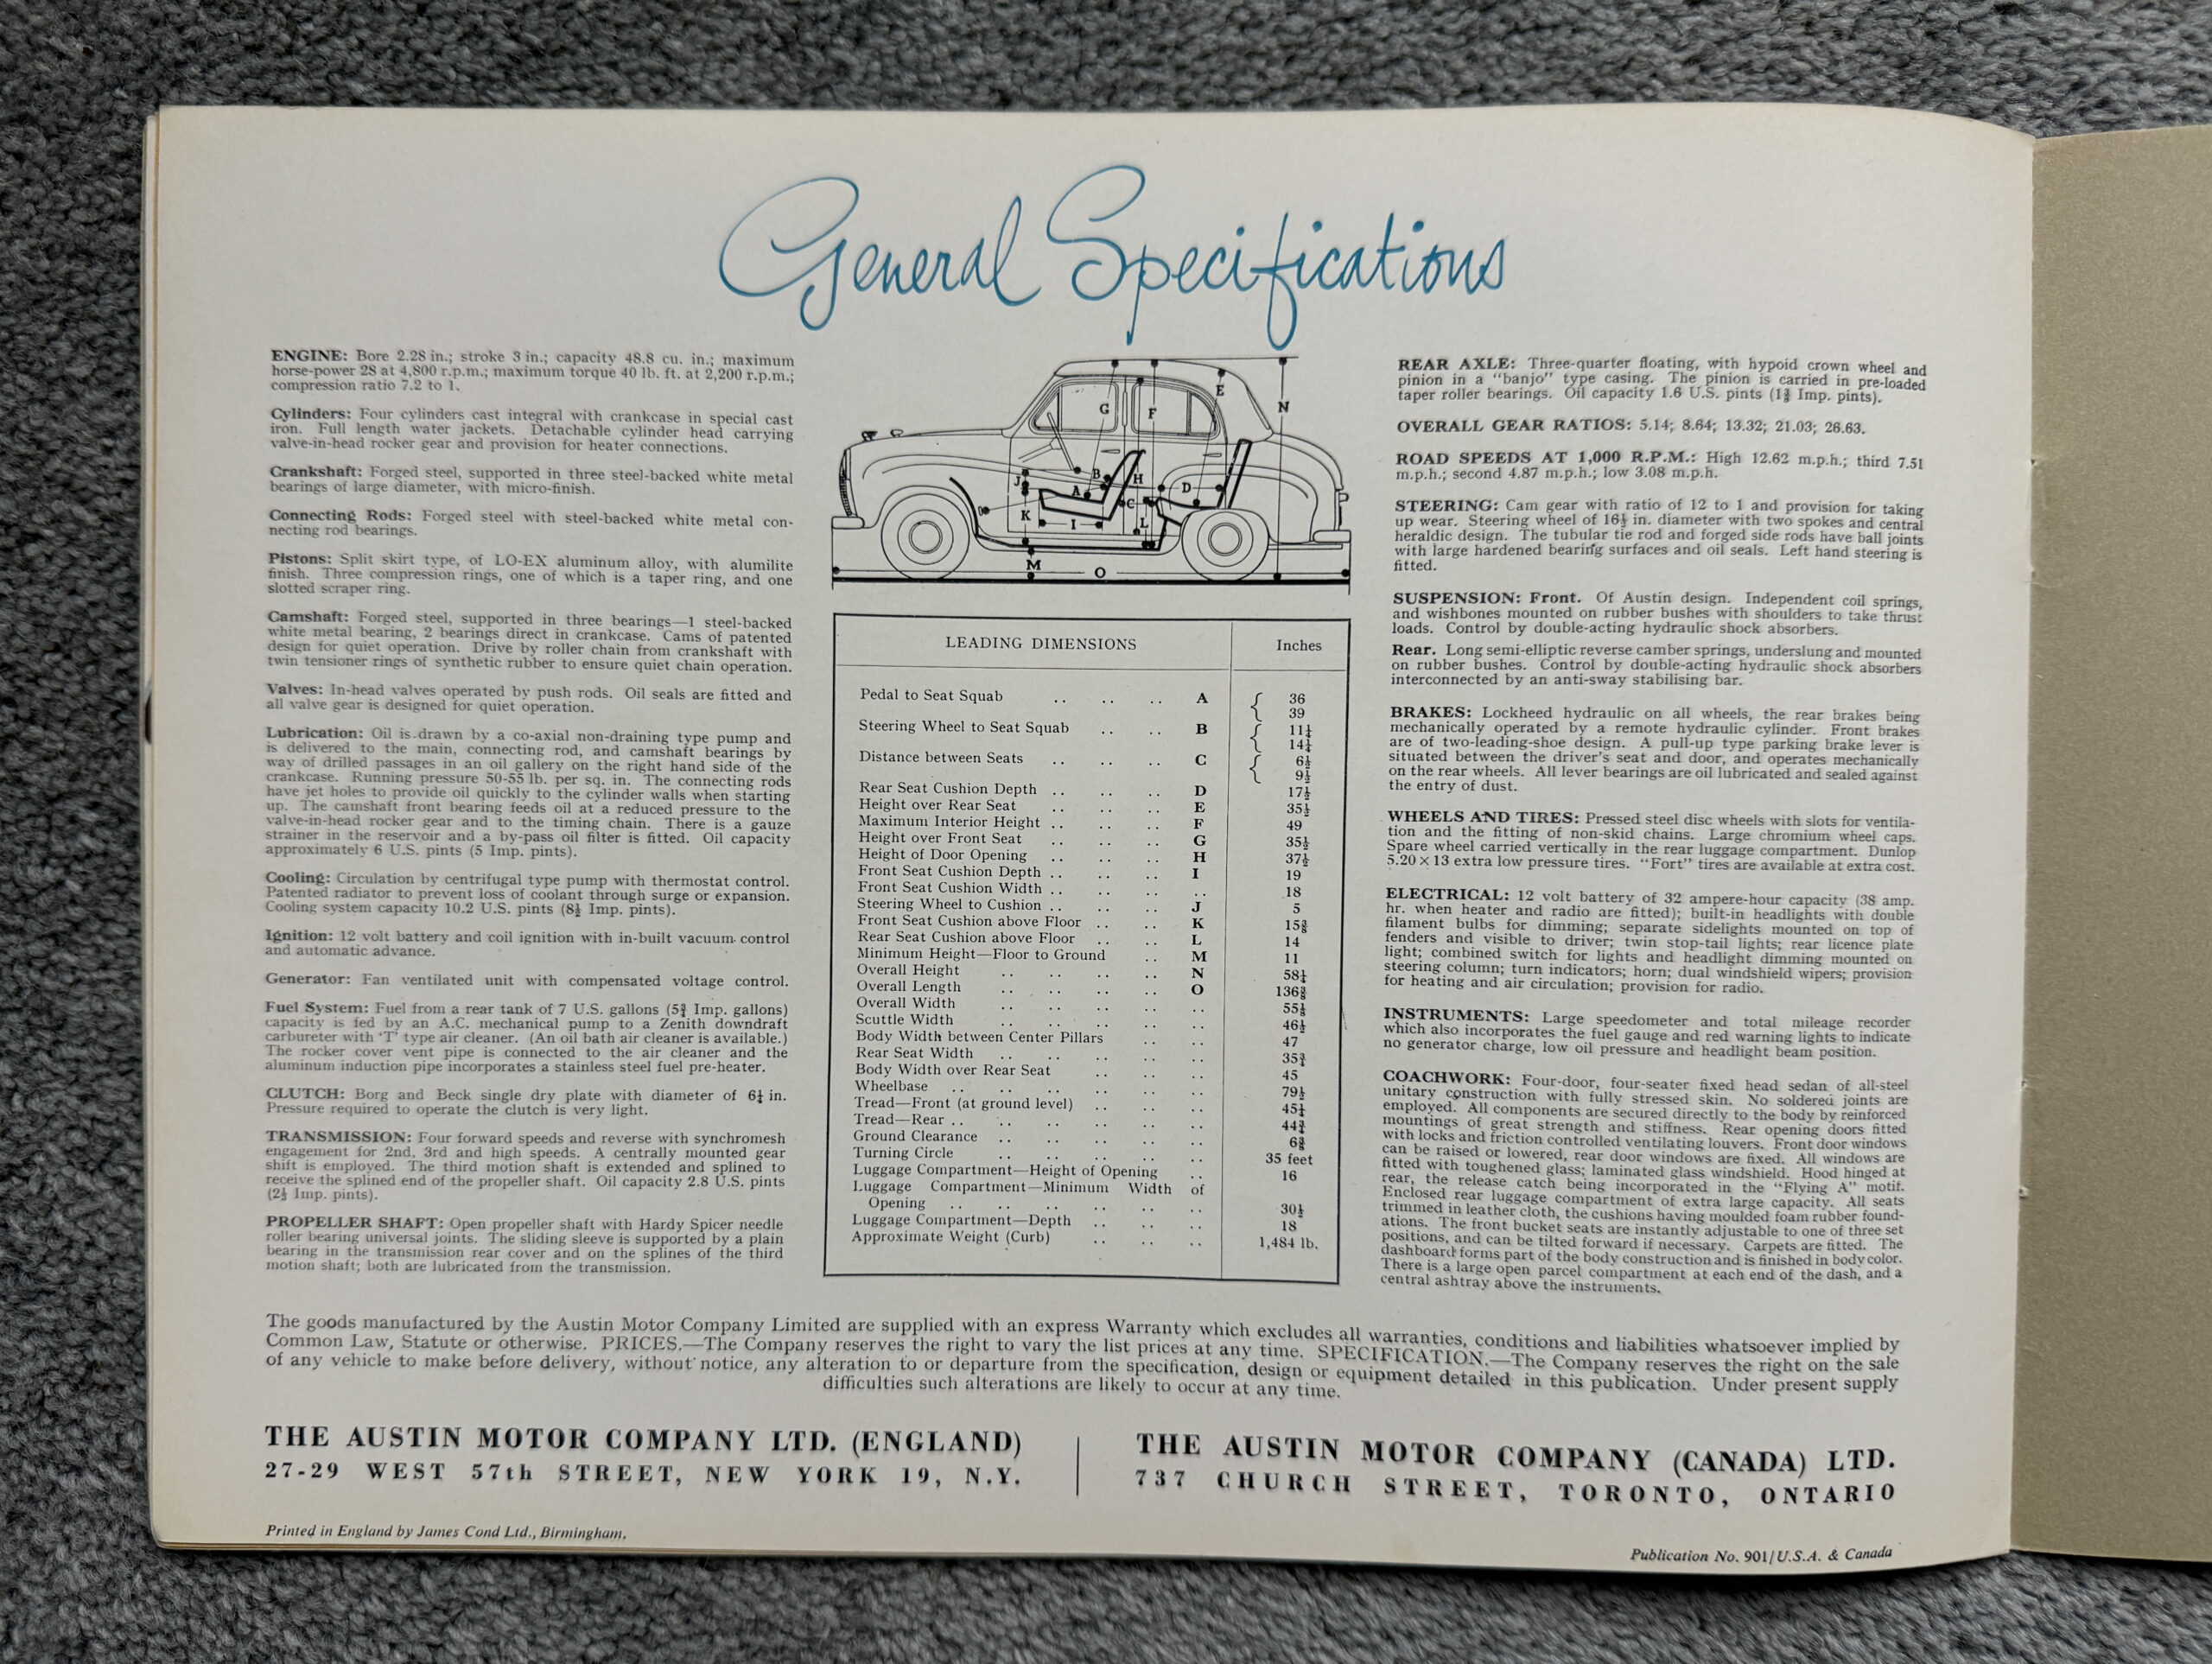 General Specifications
ENGINE: Bore 2.28 in.; stroke 3 in.; capacity 48.8 cu. in.; maximum
horse-power 28 at 4,800 r.p.m.; maximum torque 40 lb. ft. at 2,200 r.p.m.;
compression ratio 7.2 to 1.
Cylinders: Four cylinders cast integral with crankcase in special cast
iron. Full length water jackets. Detachable cylinder head carrying
valve-in-head rocker gear and provision for heater connections.
Crankshaft: Forged steel, supported in three steel-backed white metal
bearings of large diameter, with micro-finish.
Connecting Rods: Forged steel with steel-backed white metal con-
necting rod bearings.
Pistons: Split skirt type, of LO-EX aluminum alloy, with alumilite
finish. Three compression rings, one of which is a taper ring, and one
slotted scraper ring.
Camshaft: Forged steel, supported in three bearings—1 steel-backed
white metal bearing, 2 bearings direct in crankcase. Cams of patented
design for quiet operation. Drive by roller chain from crankshaft with
twin tensioner rings of synthetic rubber to ensure quiet chain operation.
Valves: In-head valves operated by push rods. Oil seals are fitted and
all valve gear is designed for quiet operation.
Lubrication: Oil is drawn by a co-axial non-draining type pump and
is delivered to the main, connecting rod, and camshaft bearings by
way of drilled passages in an oil gallery on the right hand side of the
crankcase. Running pressure 50-55 lb. per sq. in. The connecting rods
have jet holes to provide oil quickly to the cylinder walls when starting
up. The camshaft front bearing feeds oil at a reduced pressure to the
valve-in-head rocker gear and to the timing chain. There is a gauze
strainer in the reservoir and a by-pass oil filter is fitted. Oil capacity
approximately 6 U.S. pints (5 Imp. pints).
Cooling: Circulation by centrifugal type pump with thermostat control.
Patented radiator to prevent loss of coolant through surge or expansion.
Cooling system capacity 10.2 U.S. pints (8½ Imp. pints).
Ignition: 12 volt battery and coil ignition with in-built vacuum control
and automatic advance.
Generator: Fan ventilated unit with compensated voltage control.
Fuel System: Fuel from a rear tank of 7 U.S. gallons (5¾ Imp. gallons)
capacity is fed by an A.C. mechanical pump to a Zenith downdraft
carbureter with 'T' type air cleaner. (An oil bath air cleaner is available.)
The rocker cover vent pipe is connected to the air cleaner and the
aluminum induction pipe incorporates a stainless steel fuel pre-heater.
CLUTCH: Borg and Beck single dry plate with diameter of 6¼ in.
Pressure required to operate the clutch is very light.
TRANSMISSION: Four forward speeds and reverse with synchromesh
engagement for 2nd, 3rd and high speeds. A centrally mounted gear
shift is employed. The third motion shaft is extended and splined to
receive the splined end of the propeller shaft. Oil capacity 2.8 U.S. pints
(2¼ Imp. pints).
PROPELLER SHAFT: Open propeller shaft with Hardy Spicer needle
roller bearing universal joints. The sliding sleeve is supported by a plain
bearing in the transmission rear cover and on the splines of the third
motion shaft; both are lubricated from the transmission.
G F E N
J B H D
A C
K I L
M O
LEADING DIMENSIONS Inches
Pedal to Seat Squab .. .. .. A 36
39
Steering Wheel to Seat Squab .. .. B 11¼
14¼
Distance between Seats .. .. .. C 6½
9½
Rear Seat Cushion Depth .. .. .. D 17½
Height over Rear Seat .. .. .. E 35½
Maximum Interior Height .. .. .. F 49
Height over Front Seat .. .. .. G 35½
Height of Door Opening .. .. H 37½
Front Seat Cushion Depth .. .. .. I 19
Front Seat Cushion Width .. .. .. .. 18
Steering Wheel to Cushion .. .. .. J 5
Front Seat Cushion above Floor .. .. K 15⅜
Rear Seat Cushion above Floor .. .. L 14
Minimum Height—Floor to Ground .. M 11
Overall Height .. .. .. .. N 58¼
Overall Length .. .. .. .. O 136⅜
Overall Width .. .. .. .. .. 55⅛
Scuttle Width .. .. .. .. .. 46½
Body Width between Center Pillars .. .. 47
Rear Seat Width .. .. .. .. .. 35¾
Body Width over Rear Seat .. .. .. 45
Wheelbase .. .. .. .. .. .. 79½
Tread—Front (at ground level) .. .. .. 45¼
Tread—Rear .. .. .. .. .. .. 44¾
Ground Clearance .. .. .. .. .. 6⅜
Turning Circle .. .. .. .. .. 35 feet
Luggage Compartment—Height of Opening .. 16
Luggage Compartment—Minimum Width of
Opening .. .. .. .. .. .. 30½
Luggage Compartment—Depth .. .. .. 18
Approximate Weight (Curb) .. .. .. 1,484 lb.
REAR AXLE: Three-quarter floating, with hypoid crown wheel and
pinion in a "banjo" type casing. The pinion is carried in pre-loaded
taper roller bearings. Oil capacity 1.6 U.S. pints (1¾ Imp. pints).
OVERALL GEAR RATIOS: 5.14; 8.64; 13.32; 21.03; 26.63.
ROAD SPEEDS AT 1,000 R.P.M.: High 12.62 m.p.h.; third 7.51
m.p.h.; second 4.87 m.p.h.; low 3.08 m.p.h.
STEERING: Cam gear with ratio of 12 to 1 and provision for taking
up wear. Steering wheel of 16½ in. diameter with two spokes and central
heraldic design. The tubular tie rod and forged side rods have ball joints
with large hardened bearing surfaces and oil seals. Left hand steering is
fitted.
SUSPENSION: Front. Of Austin design. Independent coil springs,
and wishbones mounted on rubber bushes with shoulders to take thrust
loads. Control by double-acting hydraulic shock absorbers.
Rear. Long semi-elliptic reverse camber springs, underslung and mounted
on rubber bushes. Control by double-acting hydraulic shock absorbers
interconnected by an anti-sway stabilising bar.
BRAKES: Lockheed hydraulic on all wheels, the rear brakes being
mechanically operated by a remote hydraulic cylinder. Front brakes
are of two-leading-shoe design. A pull-up type parking brake lever is
situated between the driver's seat and door, and operates mechanically
on the rear wheels. All lever bearings are oil lubricated and sealed against
the entry of dust.
WHEELS AND TIRES: Pressed steel disc wheels with slots for ventila-
tion and the fitting of non-skid chains. Large chromium wheel caps.
Spare wheel carried vertically in the rear luggage compartment. Dunlop
5.20 × 13 extra low pressure tires. "Fort" tires are available at extra cost.
ELECTRICAL: 12 volt battery of 32 ampere-hour capacity (38 amp.
hr. when heater and radio are fitted); built-in headlights with double
filament bulbs for dimming; separate sidelights mounted on top of
fenders and visible to driver; twin stop-tail lights; rear licence plate
light; combined switch for lights and headlight dimming mounted on
steering column; turn indicators; horn; dual windshield wipers; provision
for heating and air circulation; provision for radio.
INSTRUMENTS: Large speedometer and total mileage recorder
which also incorporates the fuel gauge and red warning lights to indicate
no generator charge, low oil pressure and headlight beam position.
COACHWORK: Four-door, four-seater fixed head sedan of all-steel
unitary construction with fully stressed skin. No soldered joints are
employed. All components are secured directly to the body by reinforced
mountings of great strength and stiffness. Rear opening doors fitted
with locks and friction controlled ventilating louvers. Front door windows
can be raised or lowered, rear door windows are fixed. All windows are
fitted with toughened glass; laminated glass windshield. Hood hinged at
rear, the release catch being incorporated in the "Flying A" motif.
Enclosed rear luggage compartment of extra large capacity. All seats
trimmed in leather cloth, the cushions having moulded foam rubber found-
ations. The front bucket seats are instantly adjustable to one of three set
positions, and can be tilted forward if necessary. Carpets are fitted. The
dashboard forms part of the body construction and is finished in body color.
There is a large open parcel compartment at each end of the dash, and a
central ashtray above the instruments.
The goods manufactured by the Austin Motor Company Limited are supplied with an express Warranty which excludes all warranties, conditions and liabilities whatsoever implied by
Common Law, Statute or otherwise. PRICES.—The Company reserves the right to vary the list prices at any time. SPECIFICATION.—The Company reserves the right on the sale
of any vehicle to make before delivery, without notice, any alteration to or departure from the specification, design or equipment detailed in this publication. Under present supply
difficulties such alterations are likely to occur at any time.
THE AUSTIN MOTOR COMPANY LTD. (ENGLAND)
27-29 WEST 57th STREET, NEW YORK 19, N.Y.
THE AUSTIN MOTOR COMPANY (CANADA) LTD.
737 CHURCH STREET, TORONTO, ONTARIO
Printed in England by James Cond Ltd., Birmingham.
Publication No. 901/U.S.A. & Canada